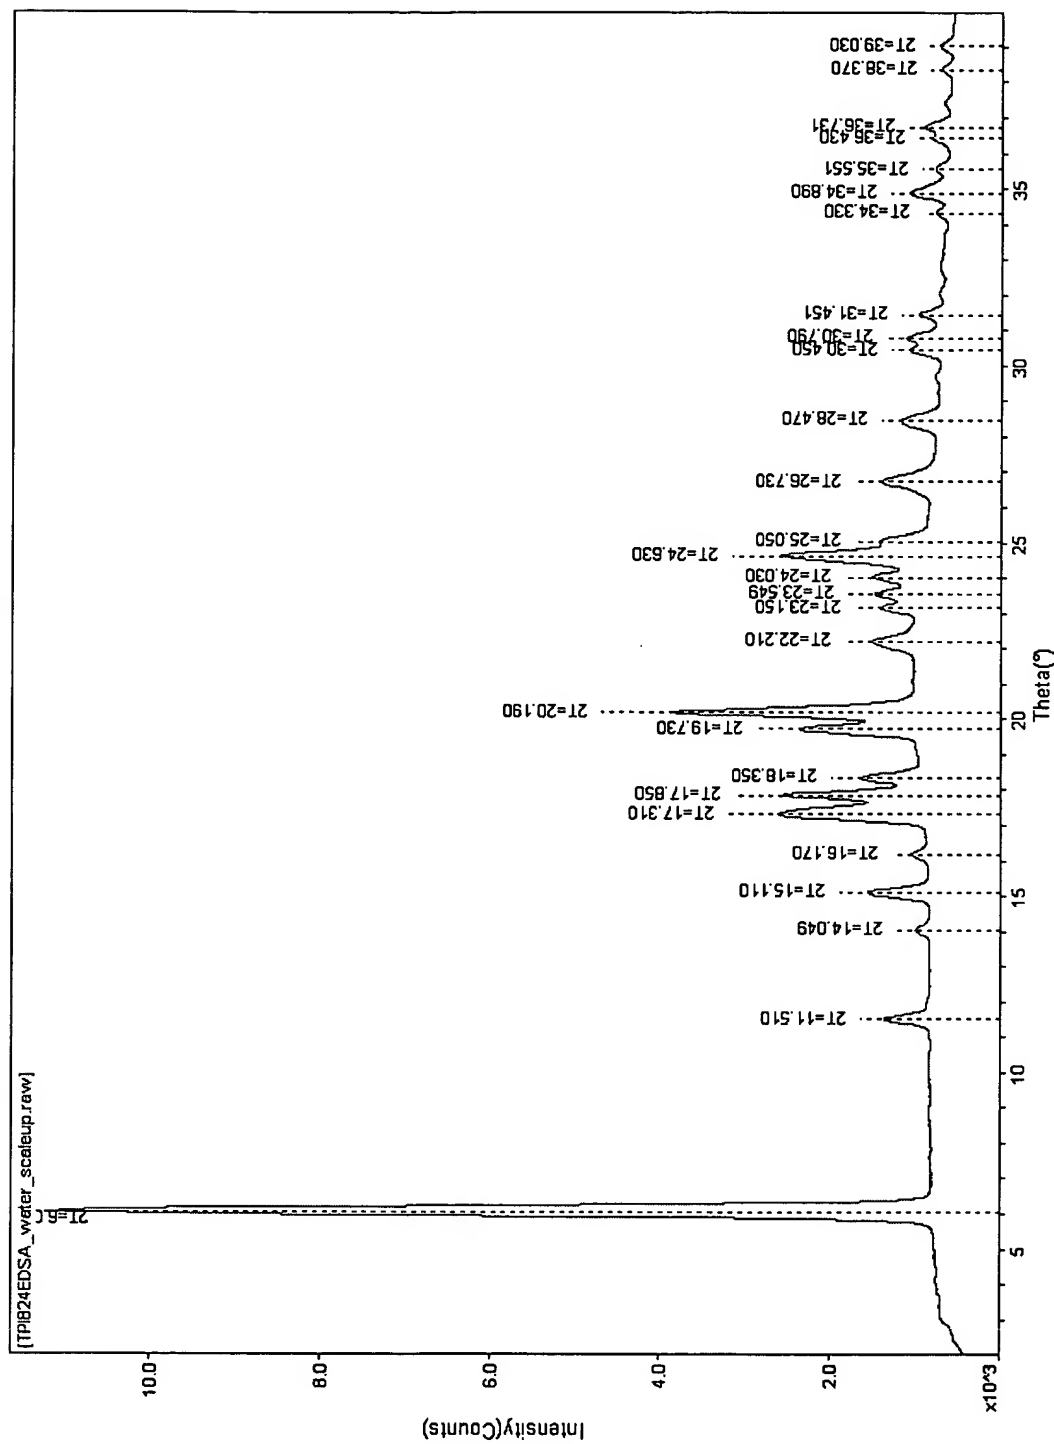 [TPI824EDSA_water_scaleup.raw]
Intensity(Counts)
x10^3
2.0
4.0
6.0
8.0
10.0
2T=11.510
2T=14.049
2T=15.110
2T=16.170
2T=17.310
2T=17.850
2T=18.350
2T=19.730
2T=20.190
2T=22.210
2T=23.150
2T=23.549
2T=24.030
2T=24.630
2T=25.050
2T=26.730
2T=28.470
2T=30.450
2T=30.790
2T=31.451
2T=34.330
2T=34.890
2T=35.551
2T=36.430
2T=36.731
2T=38.370
2T=39.030
5
10
15
20
25
30
35
Theta(°)